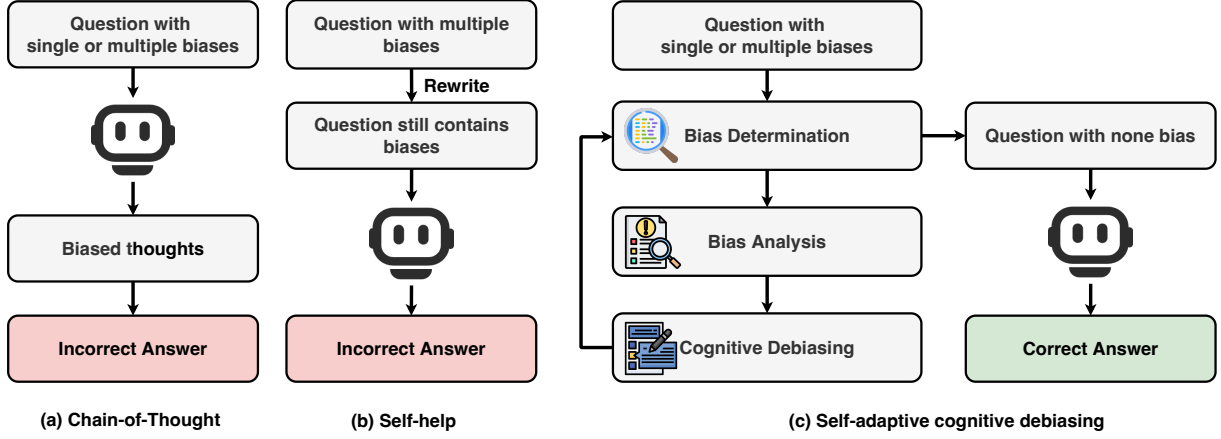 Question with
single or multiple biases
Biased thoughts
Incorrect Answer
(a) Chain-of-Thought
Question with multiple
biases
Rewrite
Question still contains
biases
Incorrect Answer
(b) Self-help
Question with
single or multiple biases
Bias Determination
Question with none bias
Bias Analysis
Cognitive Debiasing
Correct Answer
(c) Self-adaptive cognitive debiasing